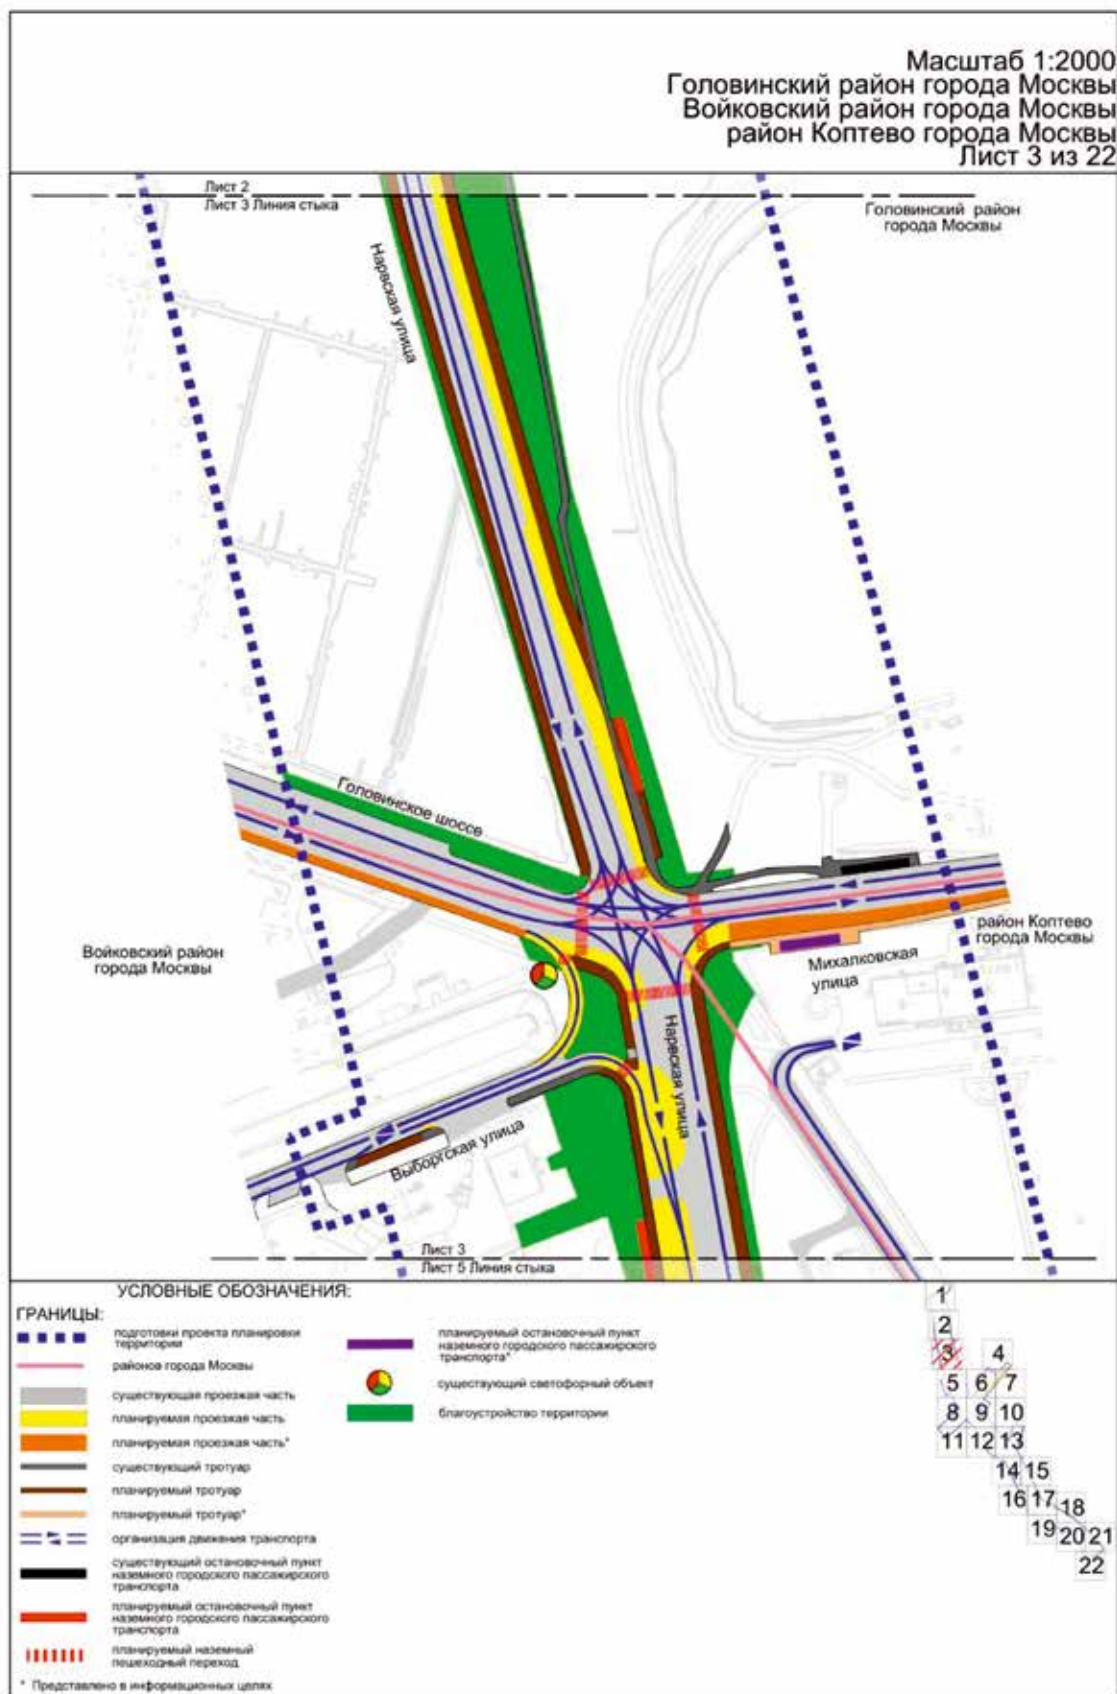 Масштаб 1:2000
Головинский район города Москвы
Войковский район города Москвы
район Коптево города Москвы
Лист 3 из 22
Лист 2
Лист 3 Линия стыка
Головинский район
города Москвы
Нарвская улица
Головинское шоссе
Войковский район
города Москвы
район Коптево
города Москвы
Михалковская
улица
Нарвская улица
Выборгская улица
Лист 3
Лист 5 Линия стыка
УСЛОВНЫЕ ОБОЗНАЧЕНИЯ:
ГРАНИЦЫ:
подготовки проекта планировки
территории
районов города Москвы
существующая проезжая часть
планируемая проезжая часть
планируемая проезжая часть*
существующий тротуар
планируемый тротуар
планируемый тротуар*
организация движения транспорта
существующий остановочный пункт
наземного городского пассажирского
транспорта
планируемый остановочный пункт
наземного городского пассажирского
транспорта
планируемый наземный
пешеходный переход
* Представлено в информационных целях
планируемый остановочный пункт
наземного городского пассажирского
транспорта*
существующий светофорный объект
благоустройство территории
1
2
3 4
5 6 7
8 9 10
11 12 13
14 15
16 17 18
19 20 21
22